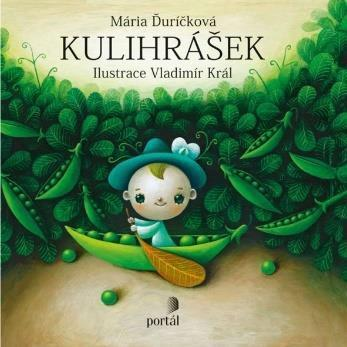 Mária Ďuríčková
KULIHRÁŠEK
Ilustrace Vladimír Král
portál